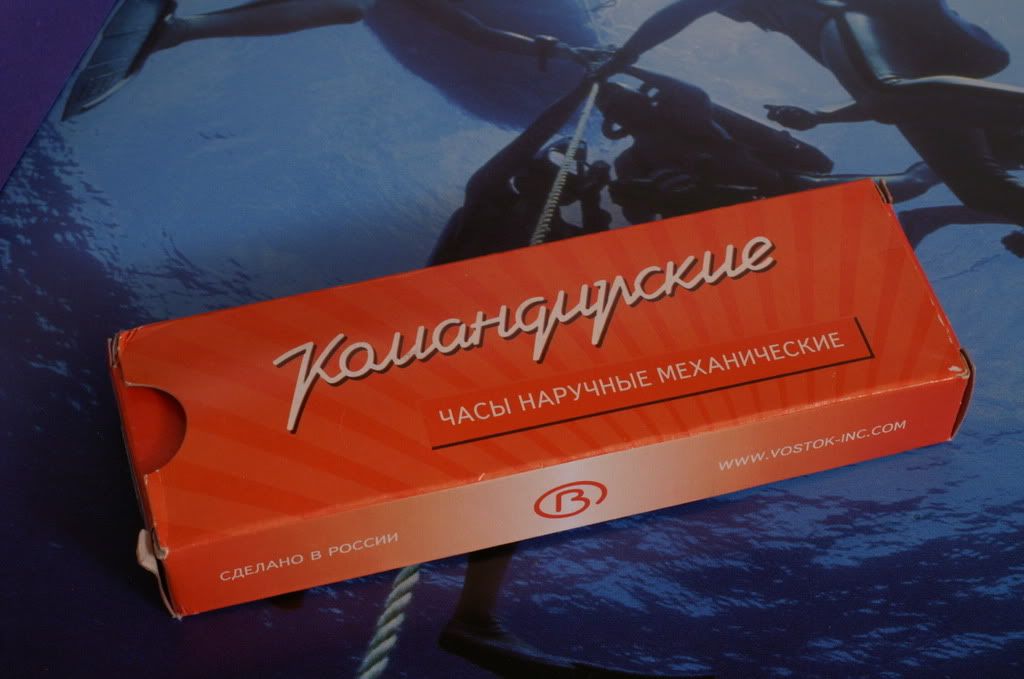 Командирские
ЧАСЫ НАРУЧНЫЕ МЕХАНИЧЕСКИЕ
СДЕЛАНО В РОССИИ
В
WWW.VOSTOK-INC.COM